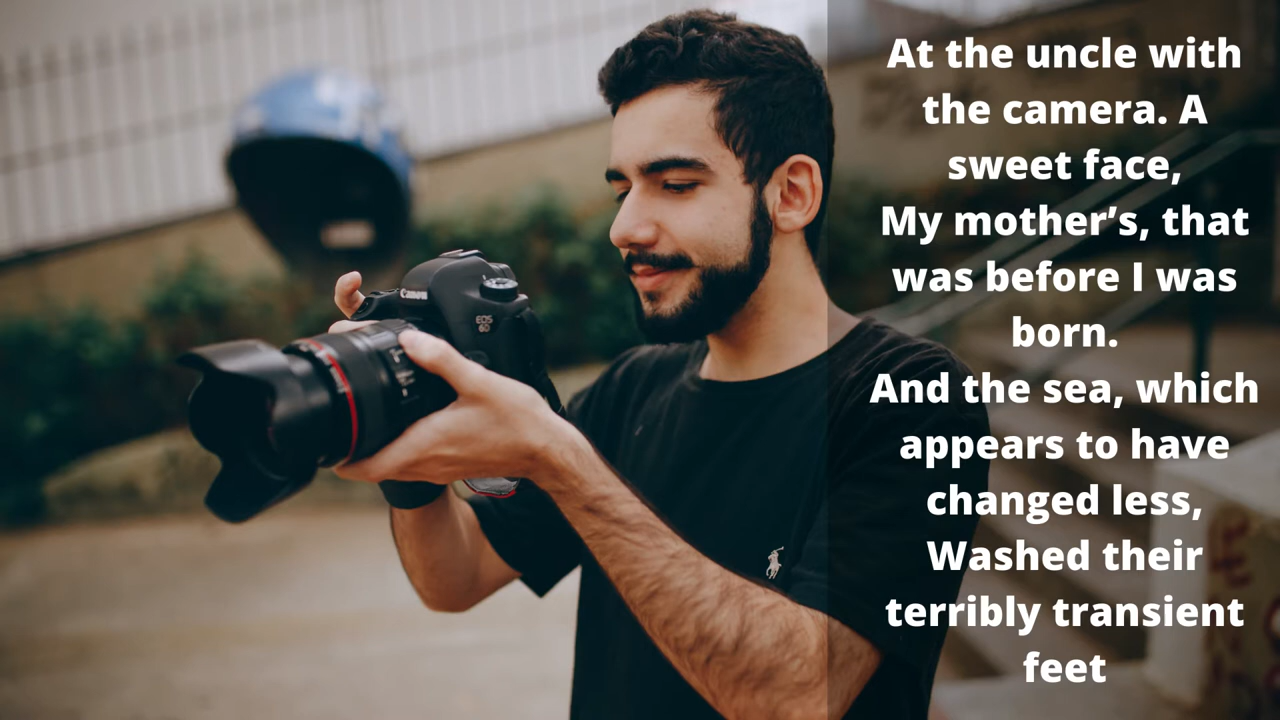 At the uncle with
the camera. A
sweet face,
My mother’s, that
was before I was
born.
And the sea, which
appears to have
changed less,
Washed their
terribly transient
feet
Canon
EOS
6D